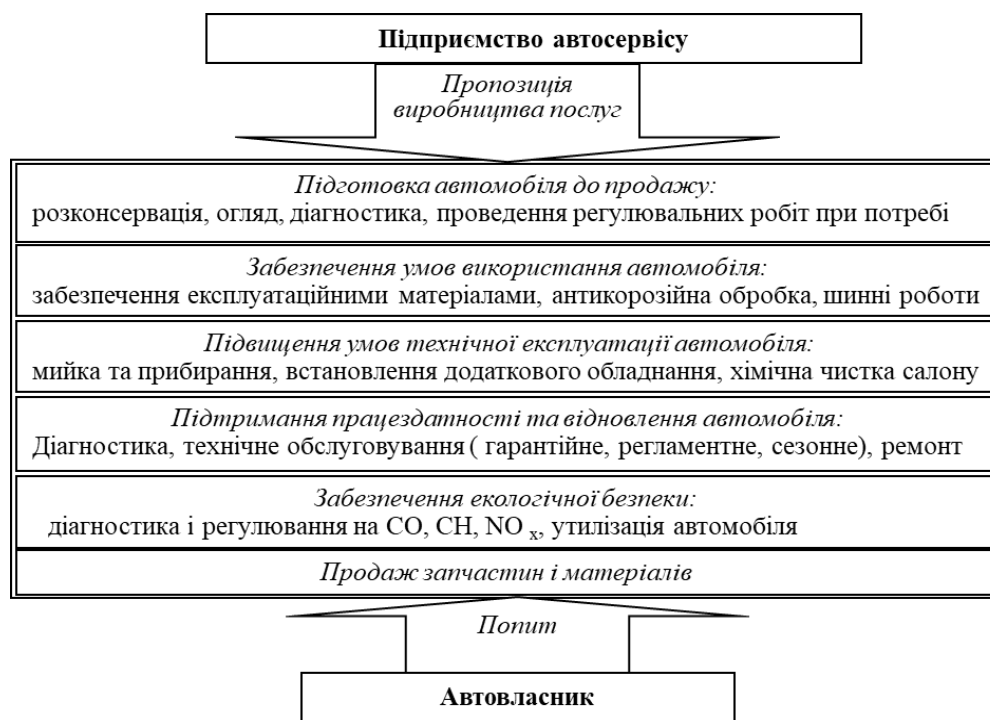 Підприємство автосервісу
Пропозиція
виробництва послуг
Підготовка автомобіля до продажу:
розконсервація, огляд, діагностика, проведення регулювальних робіт при потребі
Забезпечення умов використання автомобіля:
забезпечення експлуатаційними матеріалами, антикорозійна обробка, шинні роботи
Підвищення умов технічної експлуатації автомобіля:
мийка та прибирання, встановлення додаткового обладнання, хімічна чистка салону
Підтримання працездатності та відновлення автомобіля:
Діагностика, технічне обслуговування ( гарантійне, регламентне, сезонне), ремонт
Забезпечення екологічної безпеки:
діагностика і регулювання на CO, CH, NO x, утилізація автомобіля
Продаж запчастин і матеріалів
Попит
Автовласник